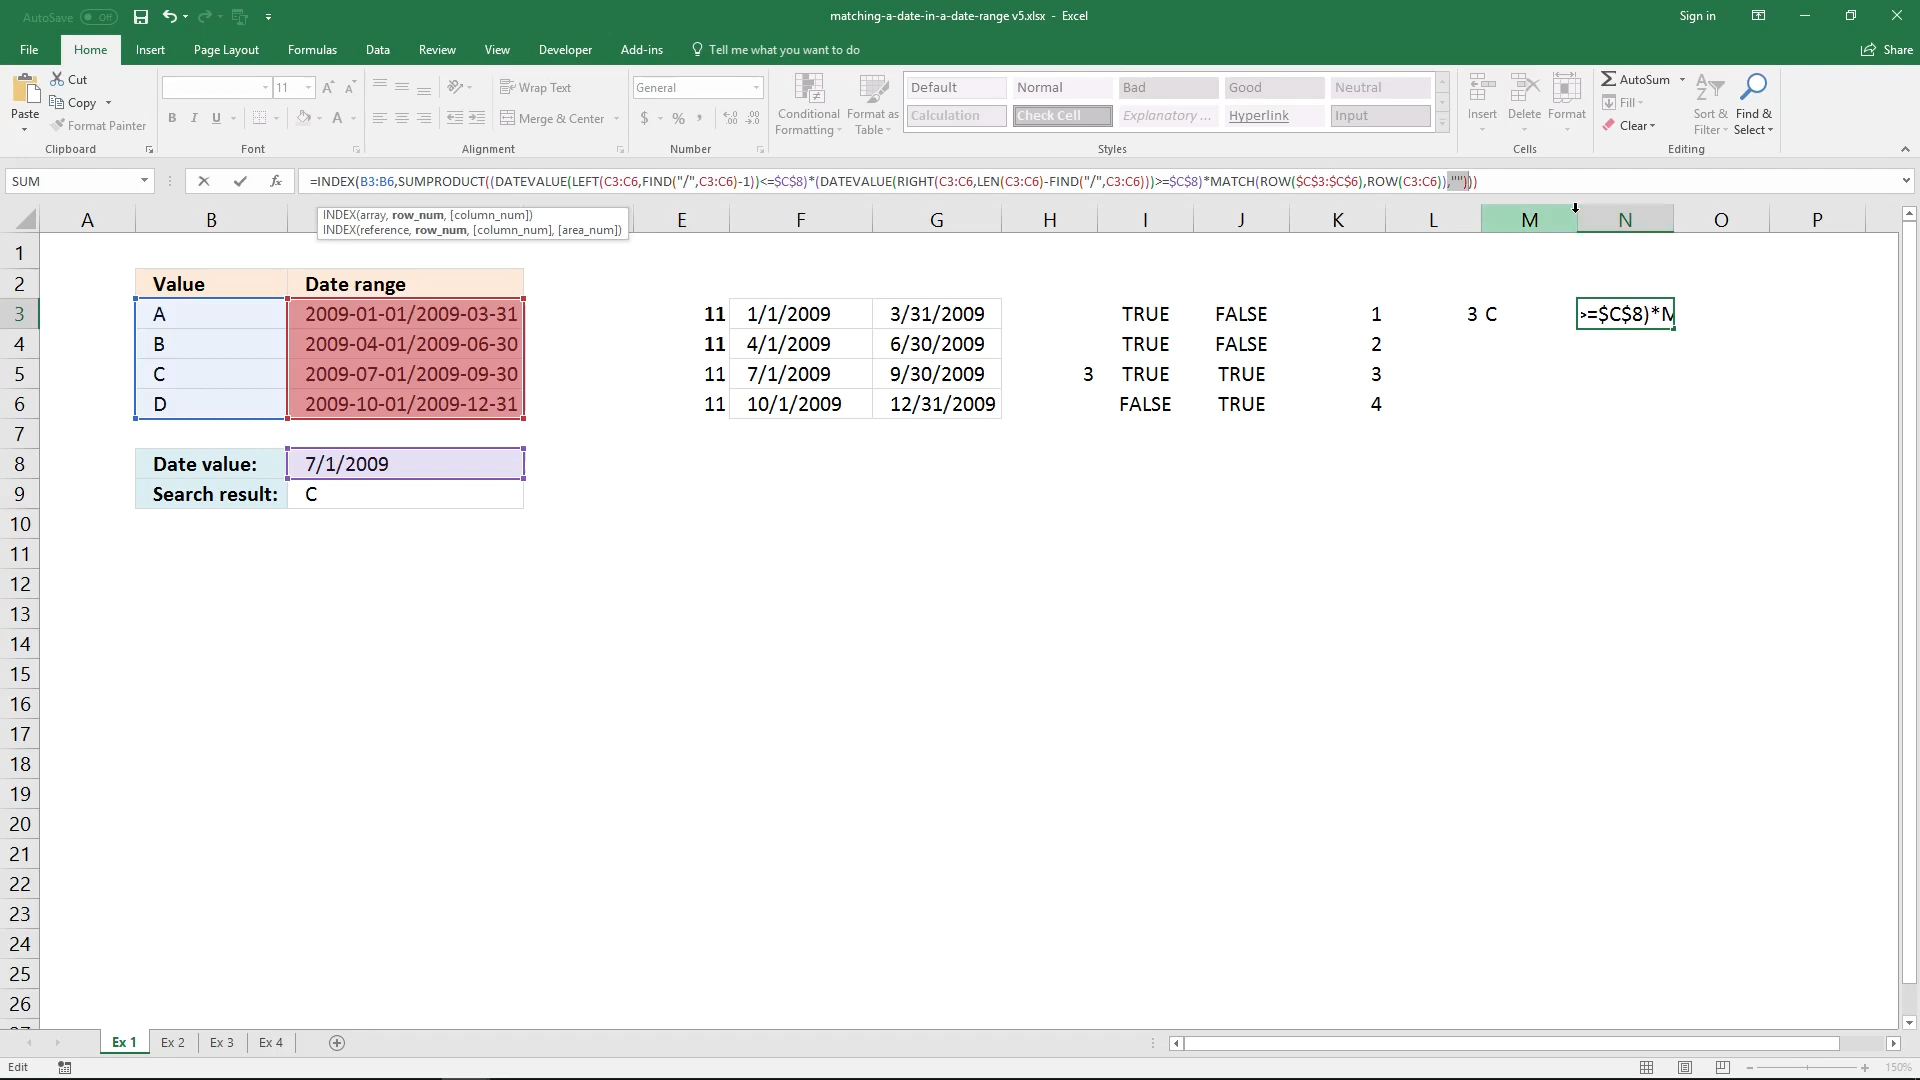 AutoSave Off matching-a-date-in-a-date-range v5.xlsx - Excel Sign in
File Home Insert Page Layout Formulas Data Review View Developer Add-ins Tell me what you want to do Share
Paste Cut Copy Format Painter
11
Wrap Text
Merge & Center
General
Conditional Formatting
Format as Table
Default Normal Bad Good Neutral
Calculation Check Cell Explanatory ... Hyperlink Input
Insert Delete Format
AutoSum
Fill
Clear
Sort & Filter
Find & Select
Clipboard Font Alignment Number Styles Cells Editing
SUM =INDEX(B3:B6,SUMPRODUCT((DATEVALUE(LEFT(C3:C6,FIND("/",C3:C6)-1))<=$C$8)*(DATEVALUE(RIGHT(C3:C6,LEN(C3:C6)-FIND("/",C3:C6)))>=$C$8)*MATCH(ROW($C$3:$C$6),ROW(C3:C6)),"")))
INDEX(array, row_num, [column_num])
INDEX(reference, row_num, [column_num], [area_num])
A B E F G H I J K L M N O P
1
2 Value Date range
3 A 2009-01-01/2009-03-31 11 1/1/2009 3/31/2009 TRUE FALSE 1 3 C >=$C$8)*M
4 B 2009-04-01/2009-06-30 11 4/1/2009 6/30/2009 TRUE FALSE 2
5 C 2009-07-01/2009-09-30 11 7/1/2009 9/30/2009 3 TRUE TRUE 3
6 D 2009-10-01/2009-12-31 11 10/1/2009 12/31/2009 FALSE TRUE 4
7
8 Date value: 7/1/2009
9 Search result: C
10
11
12
13
14
15
16
17
18
19
20
21
22
23
24
25
26
Ex 1 Ex 2 Ex 3 Ex 4
Edit 150%